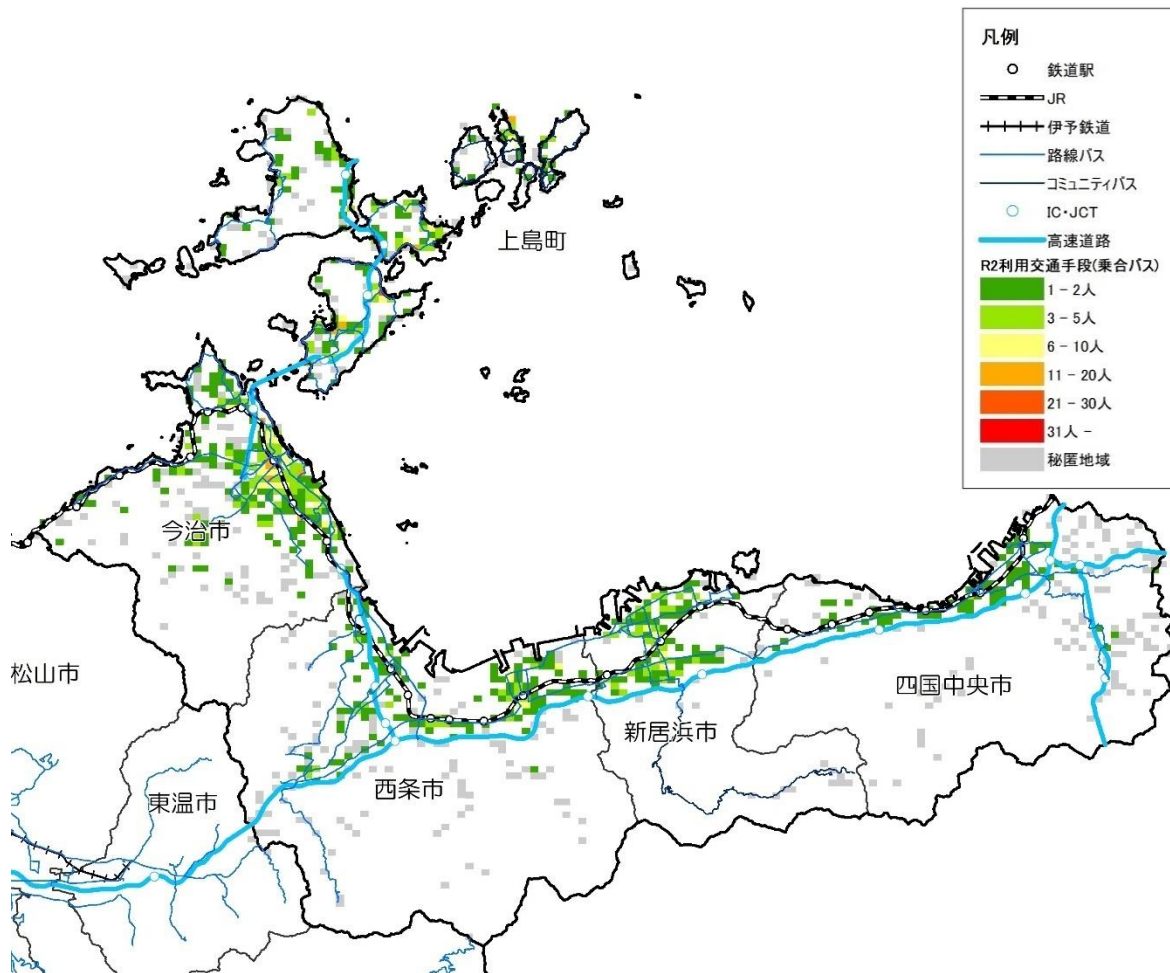 凡例
鉄道駅
JR
伊予鉄道
路線バス
コミュニティバス
IC・JCT
高速道路
R2利用交通手段(乗合バス)
1 - 2人
3 - 5人
6 - 10人
11 - 20人
21 - 30人
31人 -
秘匿地域
上島町
今治市
松山市
四国中央市
新居浜市
西条市
東温市